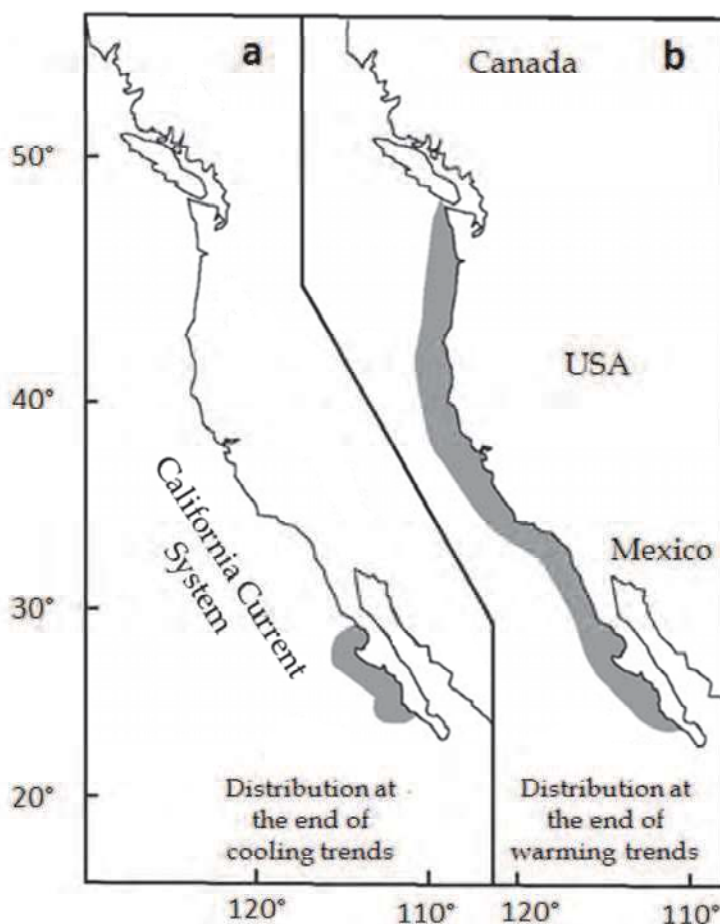 a
b
Canada
50°
USA
40°
California Current
System
Mexico
30°
Distribution at
the end of
cooling trends
Distribution at
the end of
warming trends
20°
120°
110°
120°
110°